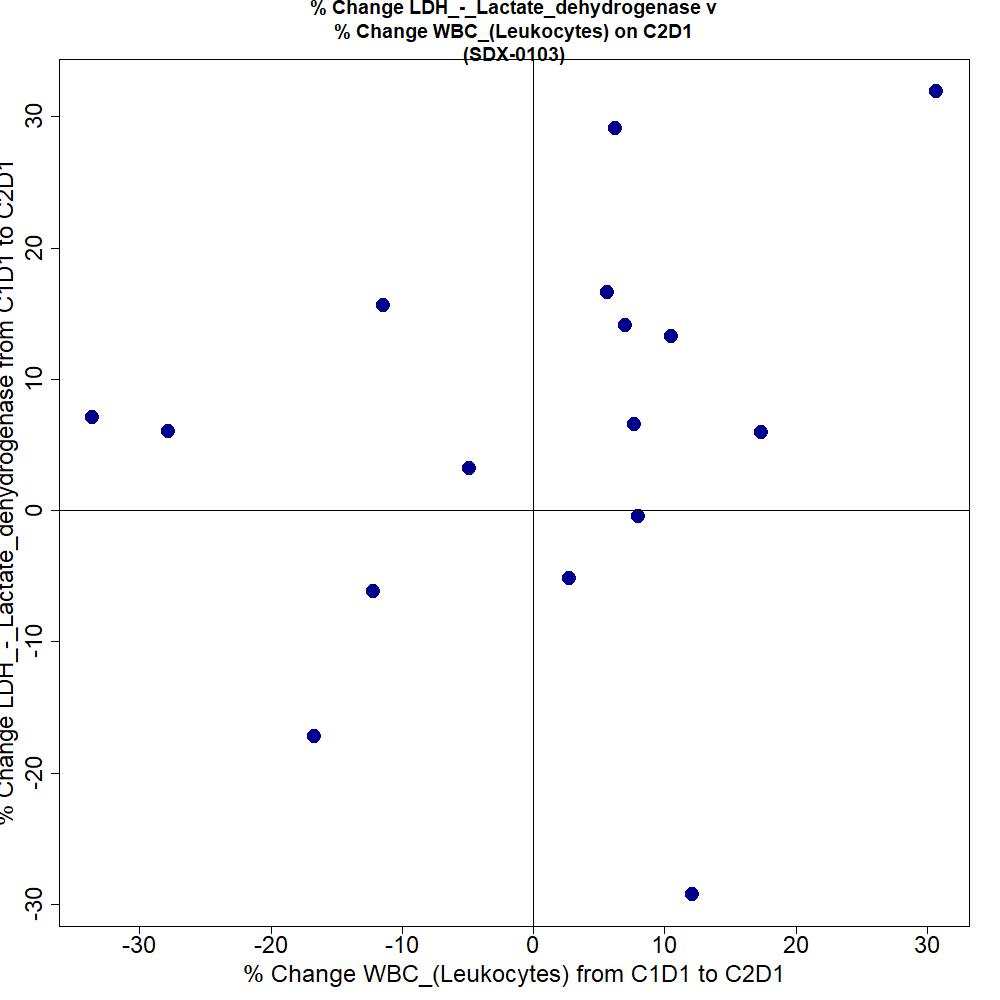 % Change LDH_-_Lactate_dehydrogenase v
% Change WBC_(Leukocytes) on C2D1
(SDX-0103)
% Change LDH_-_Lactate_dehydrogenase from C1D1 to C2D1
30
20
10
0
-10
-20
-30
-30 -20 -10 0 10 20 30
% Change WBC_(Leukocytes) from C1D1 to C2D1